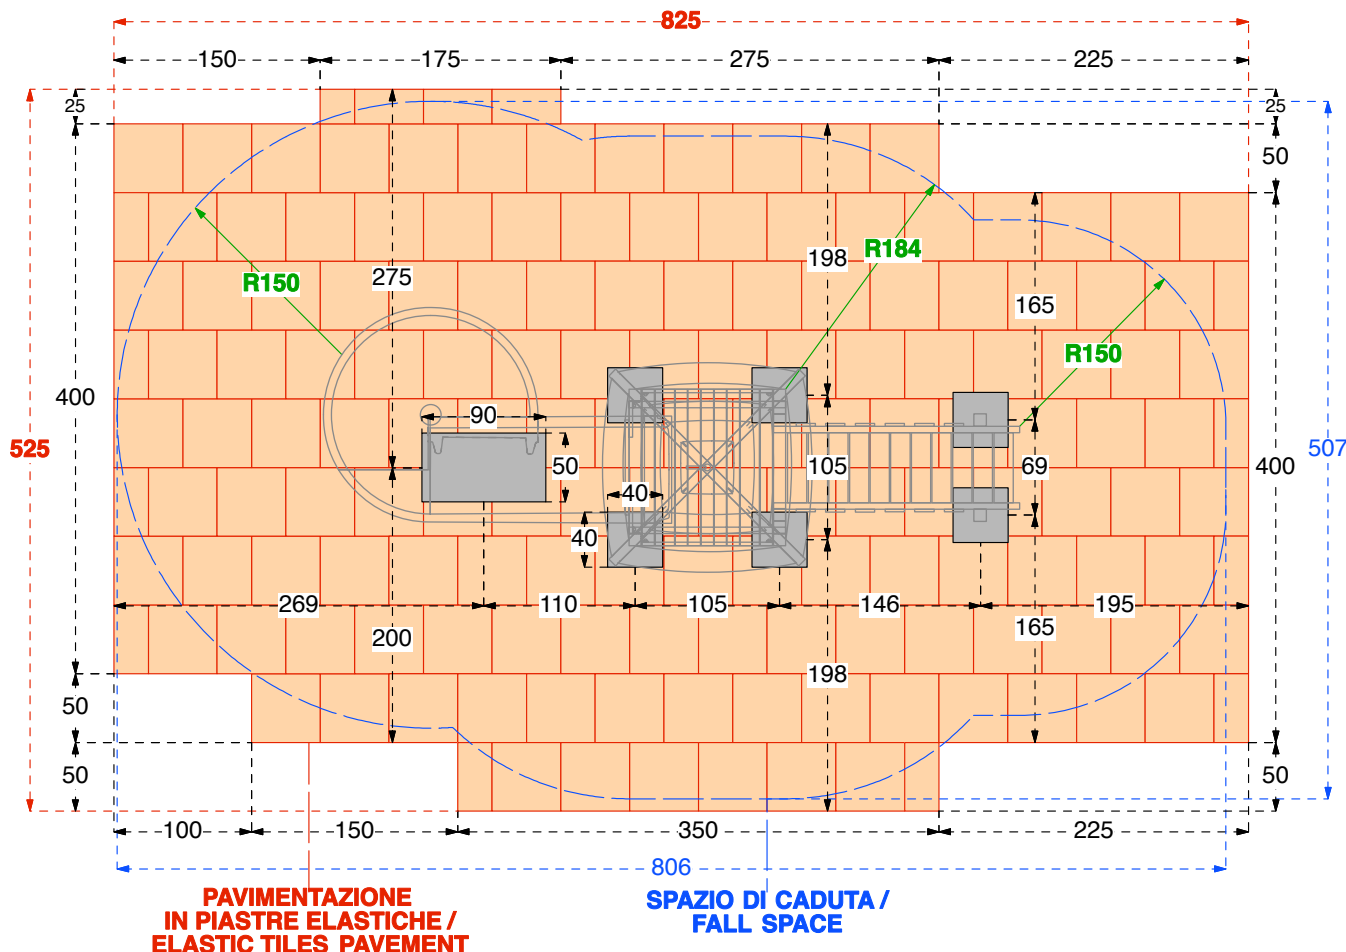 825
150 175 275 225
25 25
50
R150
275
198
R184
165
R150
400
525
90
50
40
40
105
69
400
507
269 110 105 146 195
200
165
198
50
50
50
100 150 350 225
806
PAVIMENTAZIONE
IN PIASTRE ELASTICHE /
ELASTIC TILES PAVEMENT
SPAZIO DI CADUTA /
FALL SPACE